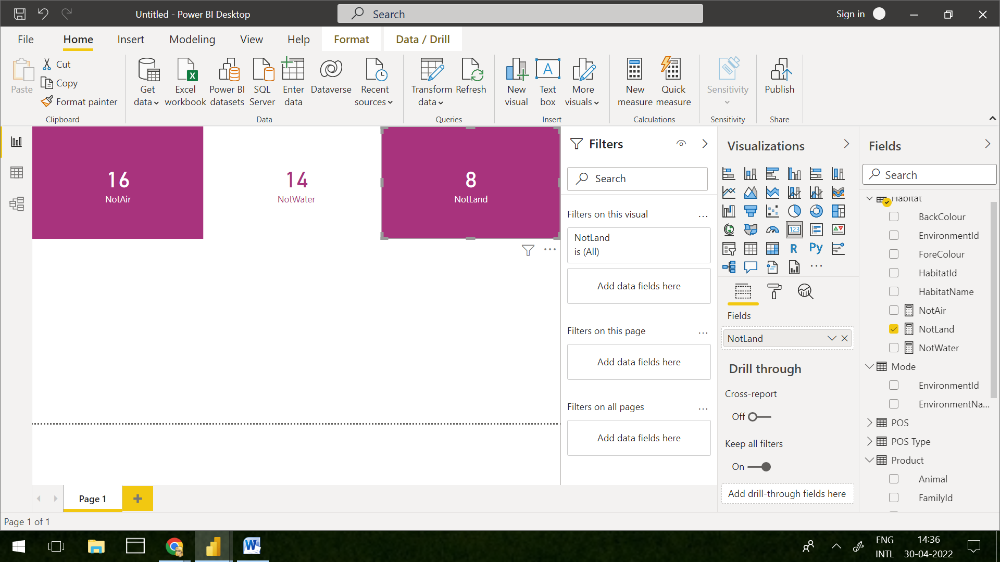 Untitled - Power BI Desktop
Search
Sign in
File
Home
Insert
Modeling
View
Help
Format
Data / Drill
Paste
Cut
Copy
Format painter
Clipboard
Get data
Excel workbook
Power BI datasets
SQL Server
Enter data
Dataverse
Recent sources
Data
Transform data
Refresh
Queries
New visual
Text box
More visuals
Insert
New measure
Quick measure
Calculations
Sensitivity
Sensitivity
Publish
Share
16
NotAir
14
NotWater
8
NotLand
Filters
Search
Filters on this visual
...
NotLand
is (All)
Add data fields here
Filters on this page
...
Add data fields here
Filters on all pages
...
Add data fields here
Visualizations
123
R
Py
...
Fields
NotLand
Drill through
Cross-report
Off
Keep all filters
On
Add drill-through fields here
Fields
Search
Habitat
BackColour
EnvironmentId
ForeColour
HabitatId
HabitatName
NotAir
NotLand
NotWater
Mode
EnvironmentId
EnvironmentNa...
POS
POS Type
Product
Animal
FamilyId
Page 1
Page 1 of 1
ENG
INTL
14:36
30-04-2022